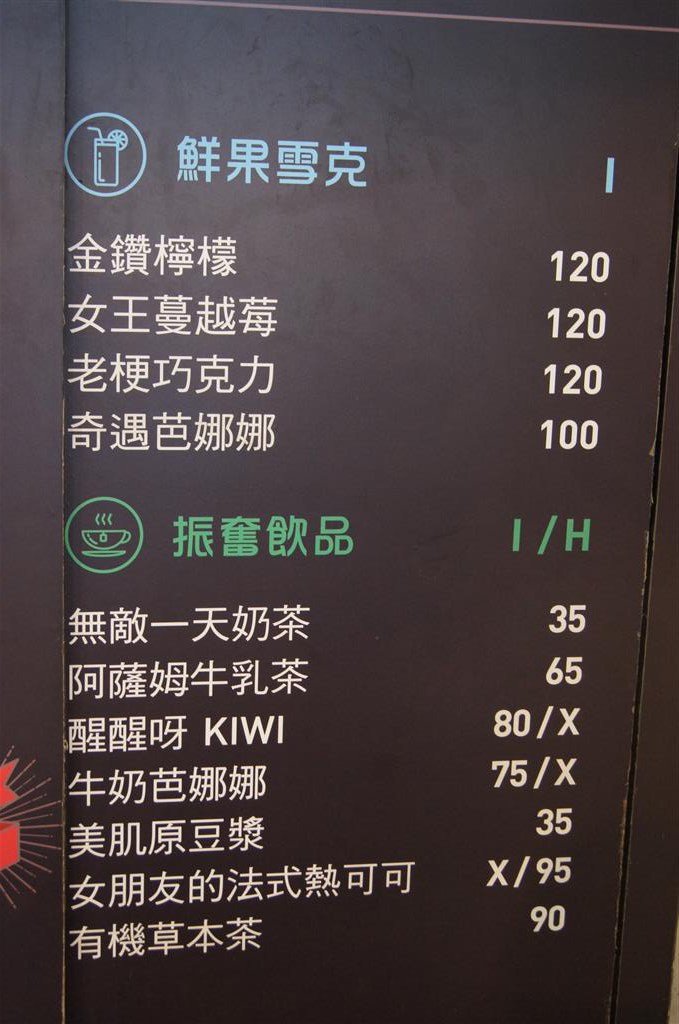 鮮果雪克 I
金鑽檸檬 120
女王蔓越莓 120
老梗巧克力 120
奇遇芭娜娜 100
振奮飲品 I/H
無敵一天奶茶 35
阿薩姆牛乳茶 65
醒醒呀 KIWI 80/X
牛奶芭娜娜 75/X
美肌原豆漿 35
女朋友的法式熱可可 X/95
有機草本茶 90